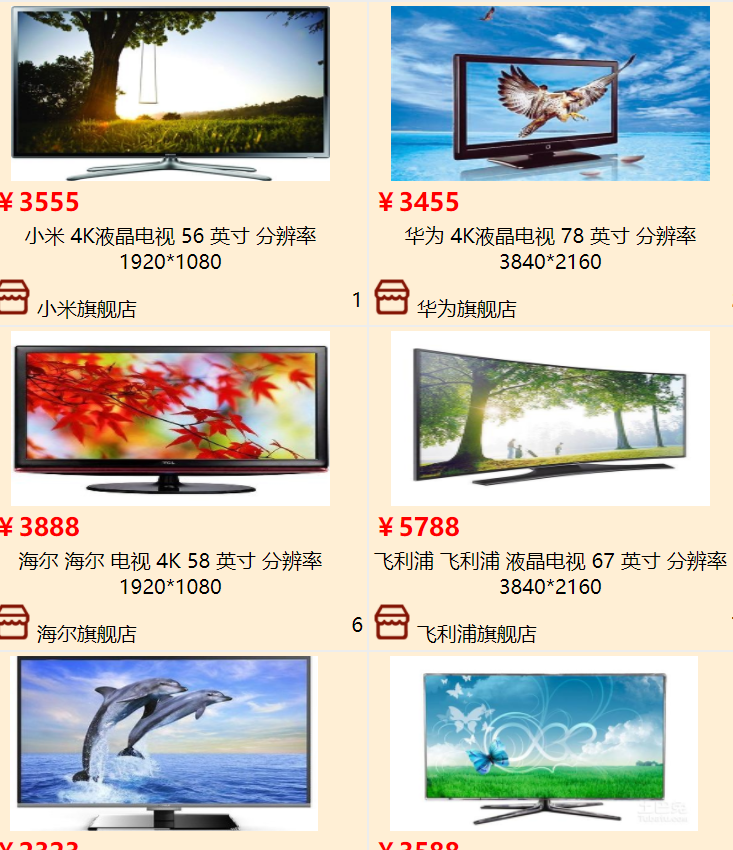 ¥3555
小米 4K液晶电视 56 英寸 分辨率
1920*1080
小米旗舰店
1
¥3455
华为 4K液晶电视 78 英寸 分辨率
3840*2160
华为旗舰店
¥3888
海尔 海尔 电视 4K 58 英寸 分辨率
1920*1080
海尔旗舰店
6
¥5788
飞利浦 飞利浦 液晶电视 67 英寸 分辨率
3840*2160
飞利浦旗舰店
¥2323
¥3588